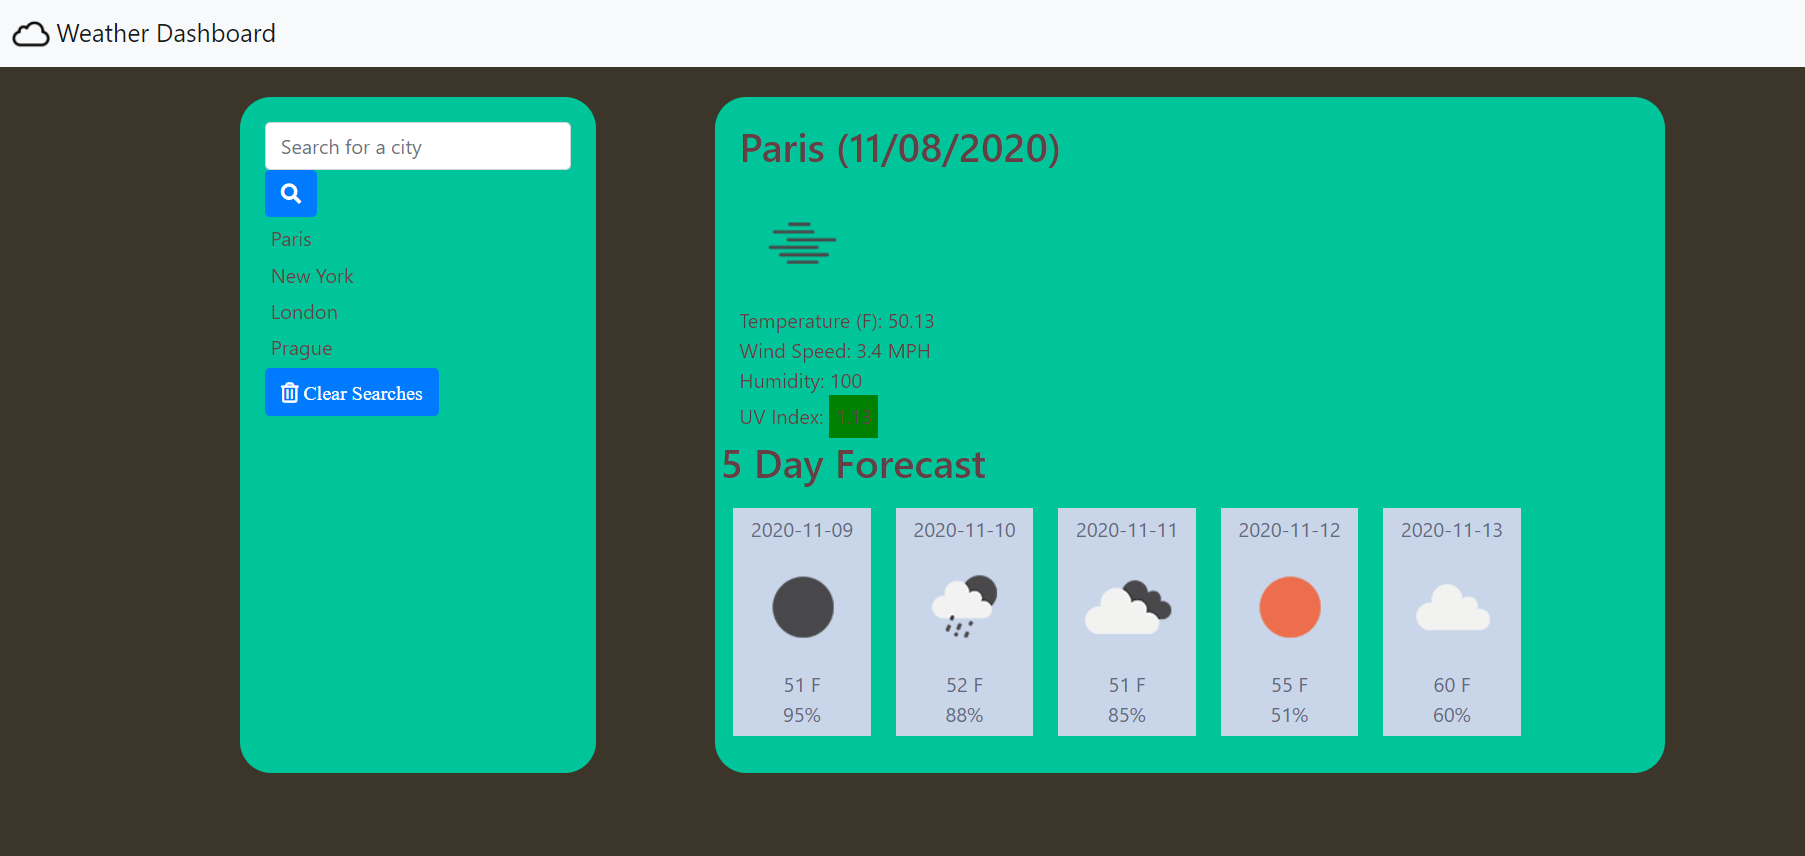 Weather Dashboard
Search for a city
Paris
New York
London
Prague
Clear Searches
Paris (11/08/2020)
Temperature (F): 50.13
Wind Speed: 3.4 MPH
Humidity: 100
UV Index: 1.13
5 Day Forecast
2020-11-09 2020-11-10 2020-11-11 2020-11-12 2020-11-13
51 F 52 F 51 F 55 F 60 F
95% 88% 85% 51% 60%